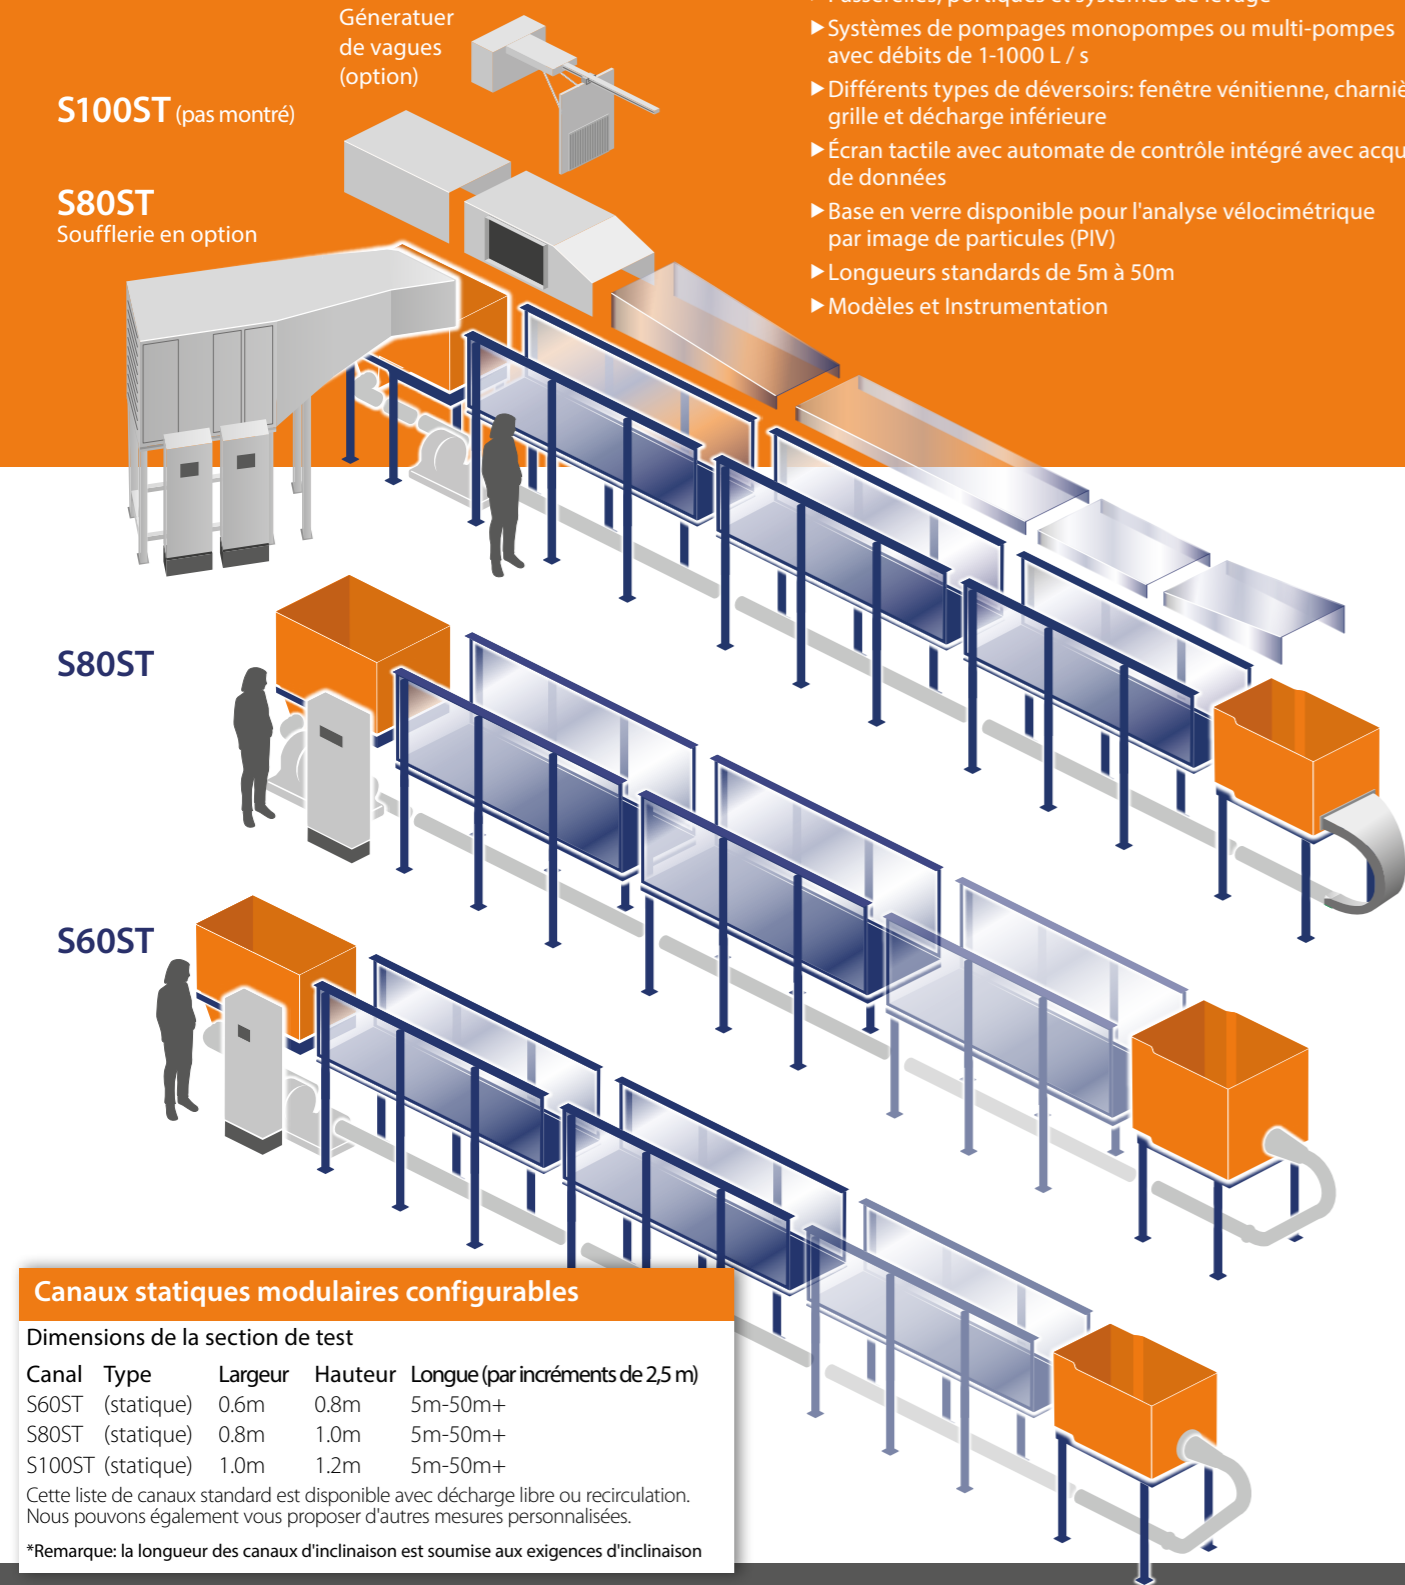 Géneratuer
de vagues
(option)
S100ST (pas montré)
S80ST
Soufflerie en option
▶ Passerelles, portiques et systèmes de levage
▶ Systèmes de pompages monopompes ou multi-pompes
avec débits de 1-1000 L / s
▶ Différents types de déversoirs: fenêtre vénitienne,
grille et décharge inférieure
▶ Écran tactile avec automate de contrôle intégré avec
de données
▶ Base en verre disponible pour l'analyse vélocimétrique
par image de particules (PIV)
▶ Longueurs standards de 5m à 50m
▶ Modèles et Instrumentation
S80ST
S60ST
Canaux statiques modulaires configurables
Dimensions de la section de test
Canal Type Largeur Hauteur Longue (par incréments de 2,5 m)
S60ST (statique) 0.6m 0.8m 5m-50m+
S80ST (statique) 0.8m 1.0m 5m-50m+
S100ST (statique) 1.0m 1.2m 5m-50m+
Cette liste de canaux standard est disponible avec décharge libre ou recirculation.
Nous pouvons également vous proposer d'autres mesures personnalisées.
*Remarque: la longueur des canaux d'inclinaison est soumise aux exigences d'inclinaison